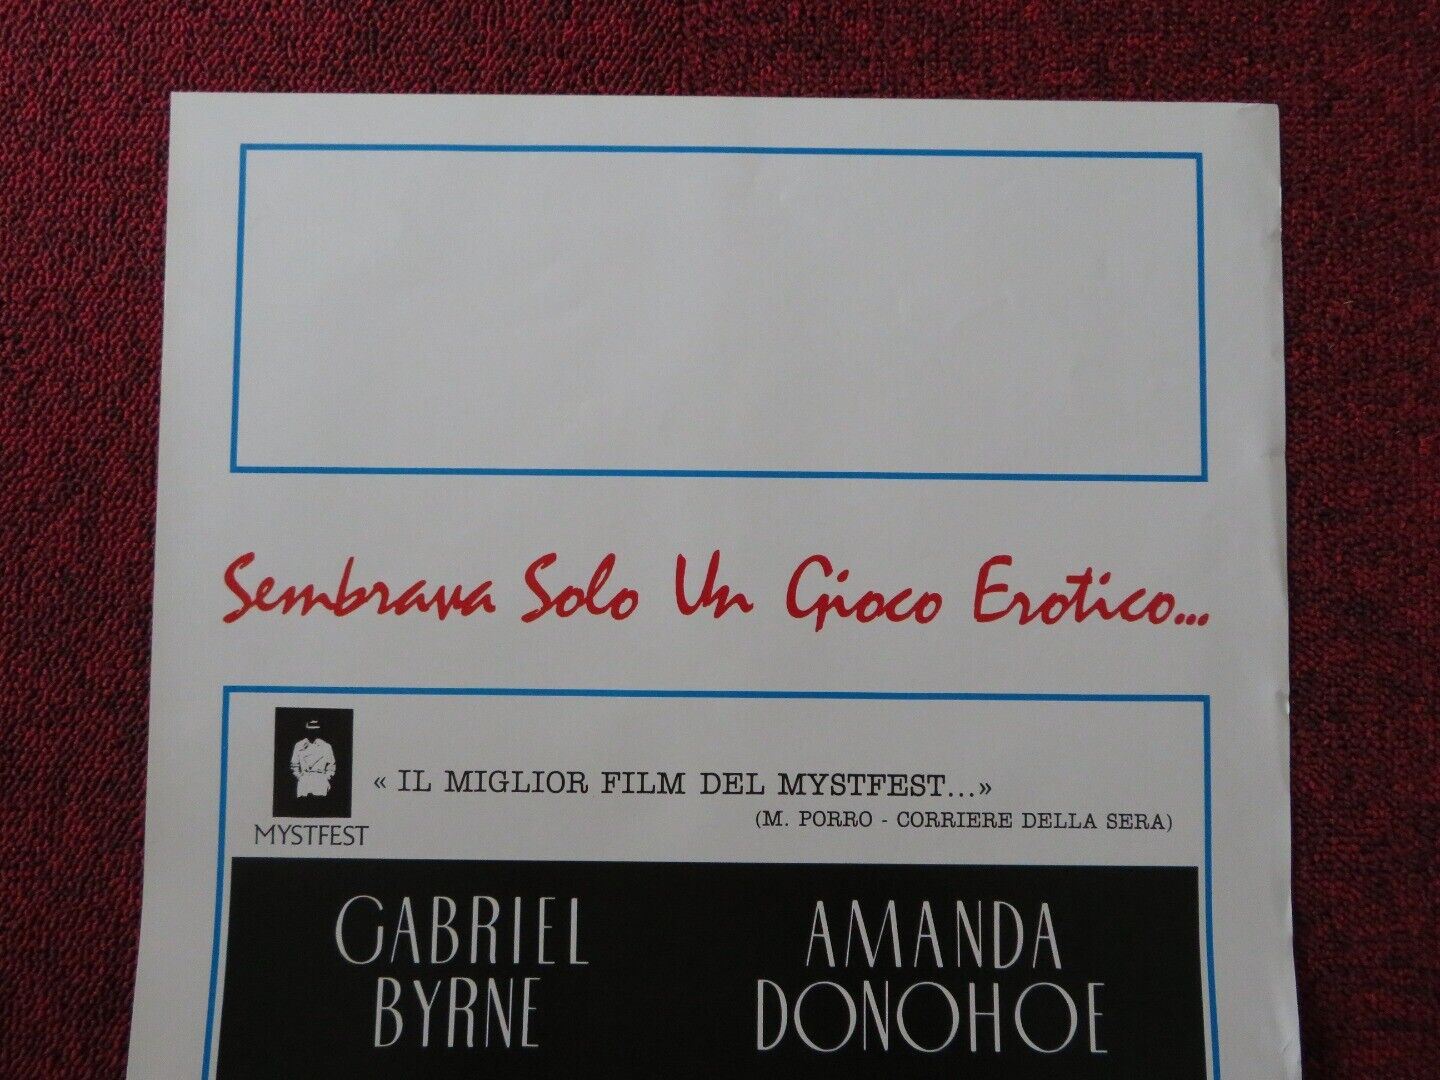 Sembrava Solo Un Gioco Erotico...
« IL MIGLIOR FILM DEL MYSTFEST...»
(M. PORRO - CORRIERE DELLA SERA)
MYSTFEST
GABRIEL
BYRNE
AMANDA
DONOHOE